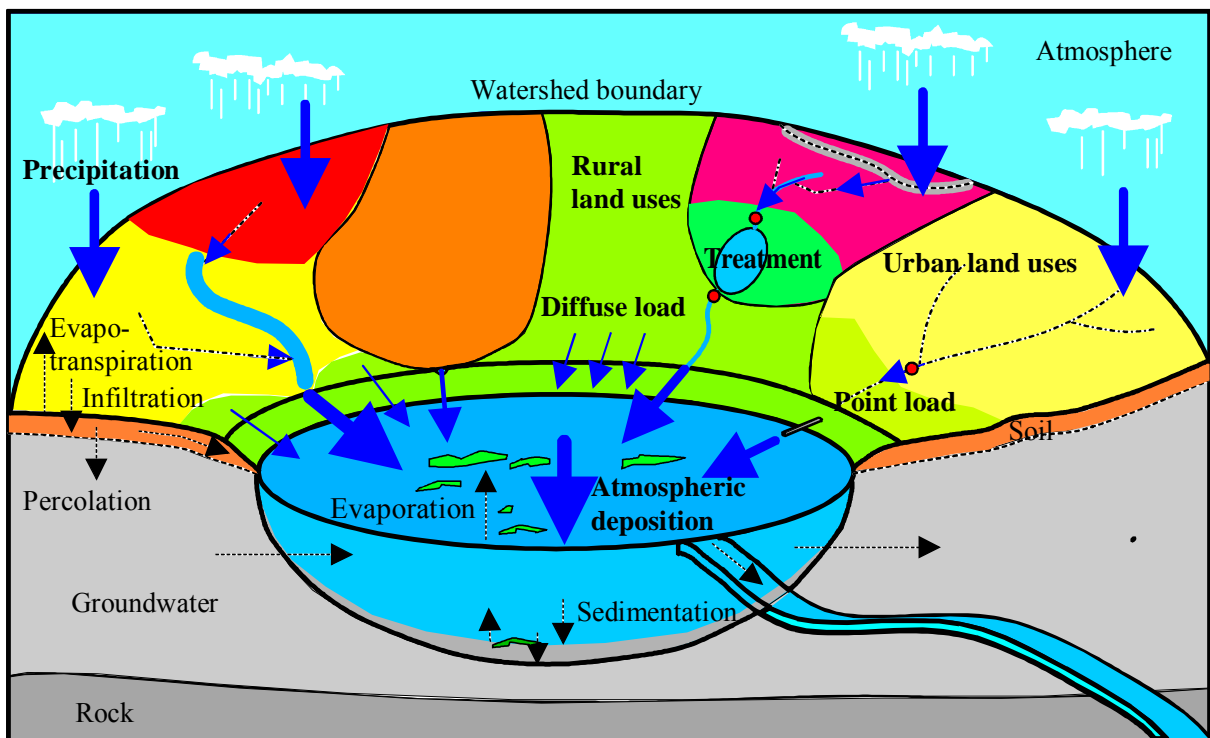 Atmosphere
Watershed boundary
Precipitation
Rural
land uses
Treatment
Urban land uses
Diffuse load
Evapo-
transpiration
Infiltration
Point load
Soil
Percolation
Evaporation
Atmospheric
deposition
Groundwater
Sedimentation
Rock